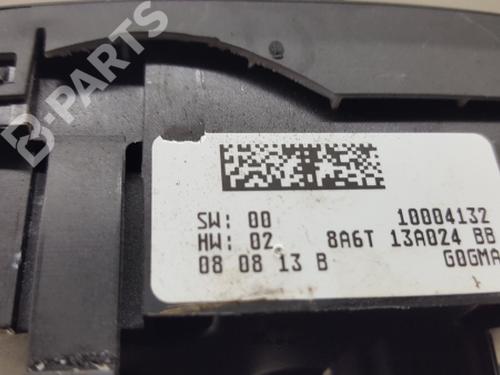 B-PARTS
SW: 00 10004132
HW: 02 8A6T 13A024 BB
08 08 13 B GOGMA